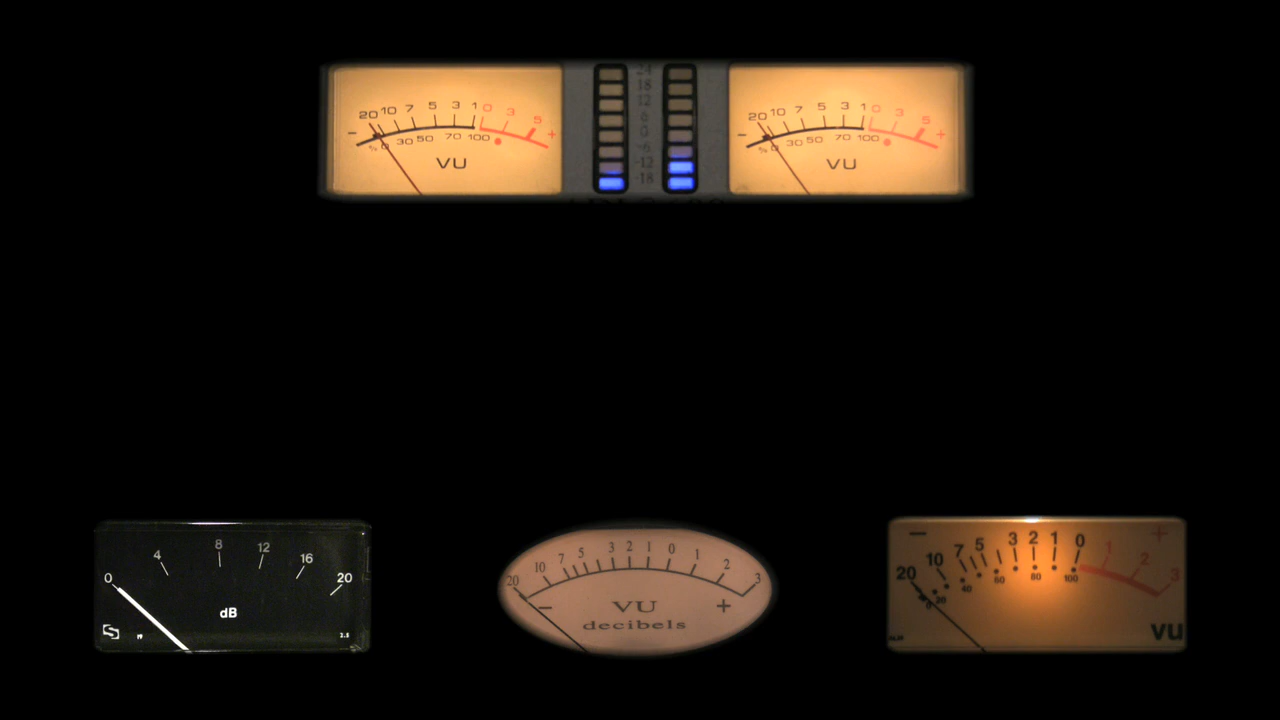 20 10 7 5 3 1 0 3 5
- +
% 0 30 50 70 100
VU
24
18
12
6
0
-6
-12
-18
20 10 7 5 3 1 0 3 5
- +
% 0 30 50 70 100
VU
0 4 8 12 16 20
dB
20 10 7 5 3 2 1 0 1 2 3
- +
VU
decibels
- +
20 10 7 5 3 2 1 0 1 2 3
0 20 40 60 80 100
vu